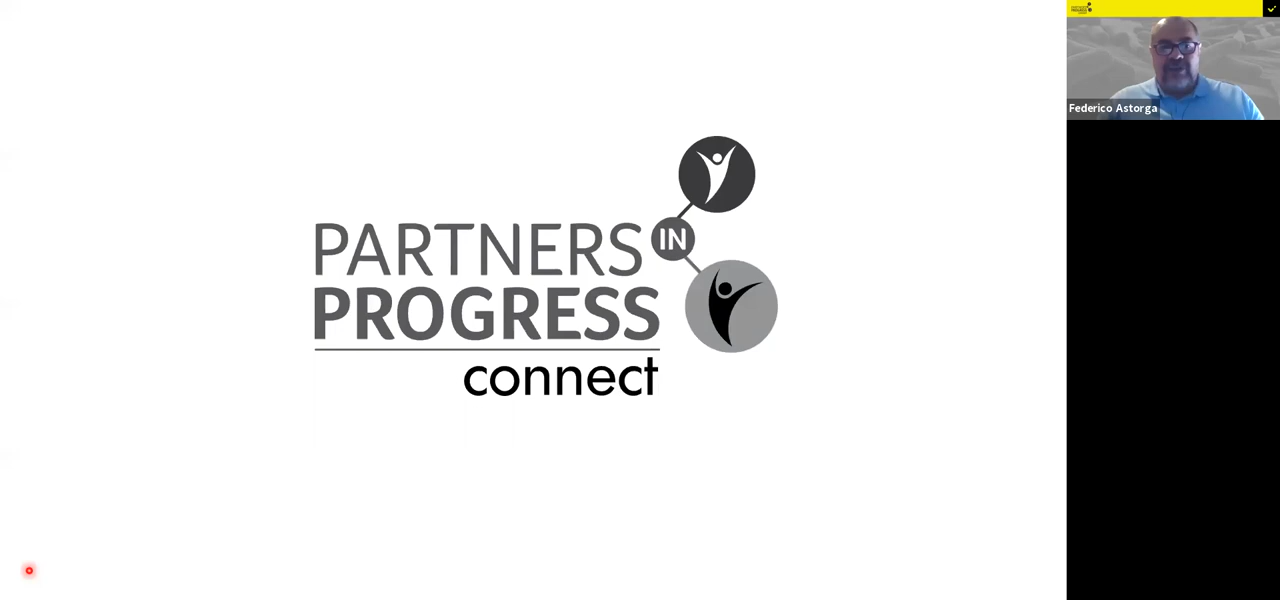 PARTNERS
IN
PROGRESS
connect
Federico Astorga